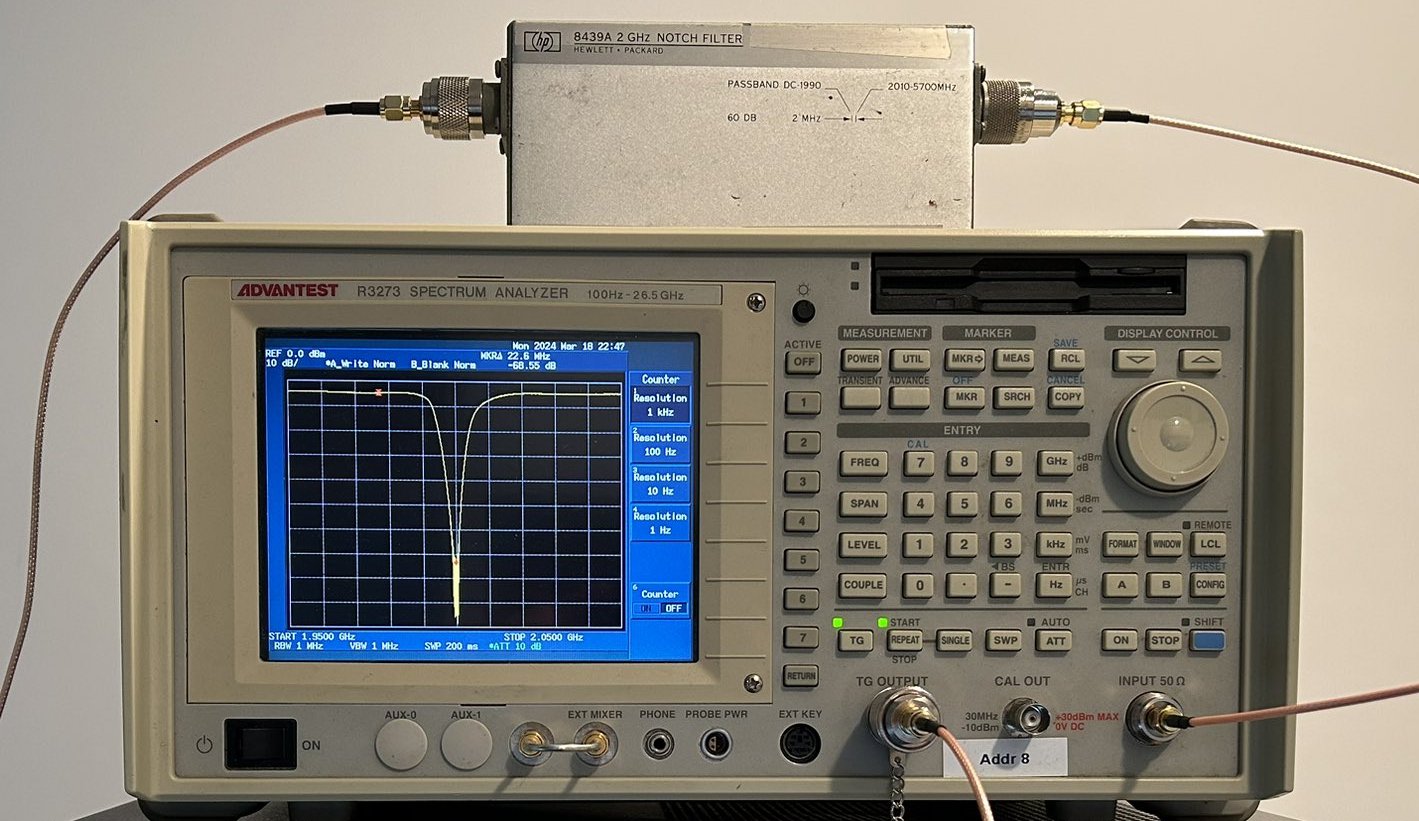 hp
8439A 2 GHz NOTCH FILTER
HEWLETT • PACKARD
PASSBAND DC-1990
2010-5700MHz
60 DB
2 MHz
ADVANTEST
R3273 SPECTRUM ANALYZER 100Hz-26.5GHz
Mon 2024 Mar 18 22:47
REF 0.0 dBm
MKRΔ 22.6 MHz
10 dB/
*A_Write Norm
B_Blank Norm
-68.55 dB
Counter
1
Resolution
1 kHz
2
Resolution
100 Hz
3
Resolution
10 Hz
4
Resolution
1 Hz
6
Counter
ON OFF
START 1.9500 GHz
STOP 2.0500 GHz
RBW 1 MHz
VBW 1 MHz
SWP 200 ms
*ATT 10 dB
ACTIVE
OFF
1
2
3
4
5
6
7
RETURN
MEASUREMENT
MARKER
DISPLAY CONTROL
SAVE
POWER
UTIL
MKR⇨
MEAS
RCL
TRANSIENT
ADVANCE
OFF
CANCEL
MKR
SRCH
COPY
ENTRY
CAL
FREQ
7
8
9
GHz
+dBm
dB
SPAN
4
5
6
MHz
-dBm
sec
REMOTE
LEVEL
1
2
3
kHz
mV
ms
FORMAT
WINDOW
LCL
◀BS
ENTR
PRESET
COUPLE
0
.
-
Hz
µs
CH
A
B
CONFIG
START
AUTO
SHIFT
TG
REPEAT
SINGLE
SWP
ATT
ON
STOP
STOP
TG OUTPUT
CAL OUT
INPUT 50 Ω
30MHz
-10dBm
+30dBm MAX
0V DC
Addr 8
ON
AUX-0
AUX-1
EXT MIXER
PHONE
PROBE PWR
EXT KEY